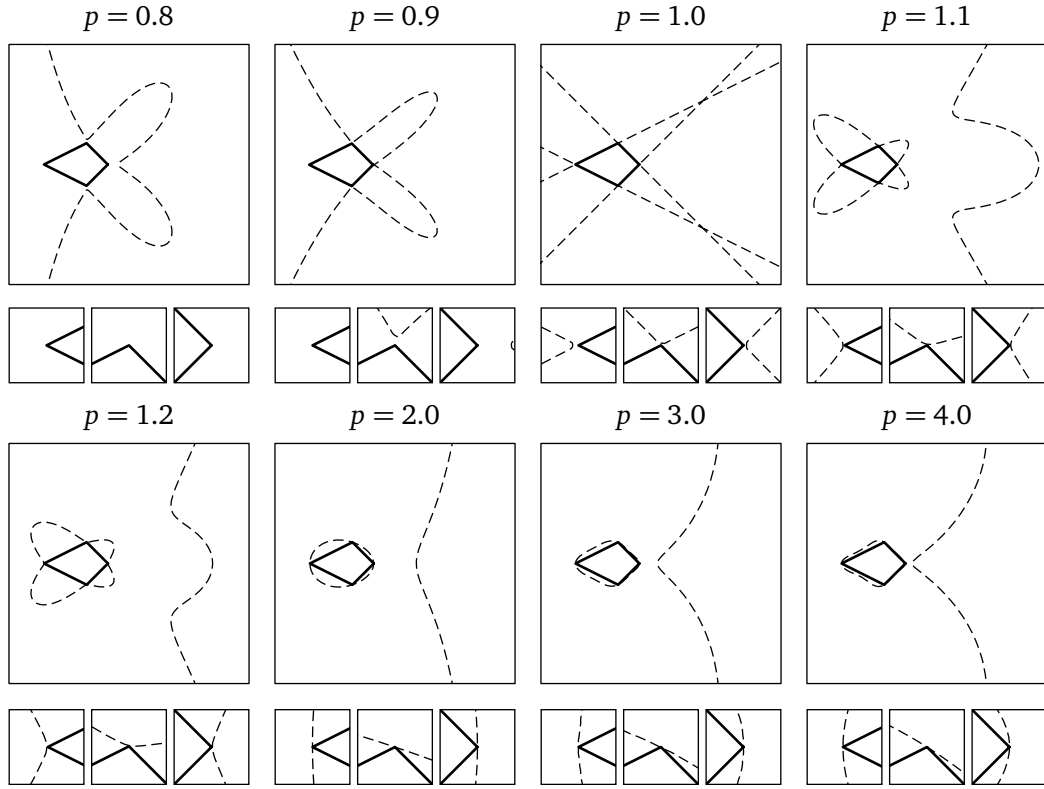 p = 0.8 p = 0.9 p = 1.0 p = 1.1
p = 1.2 p = 2.0 p = 3.0 p = 4.0